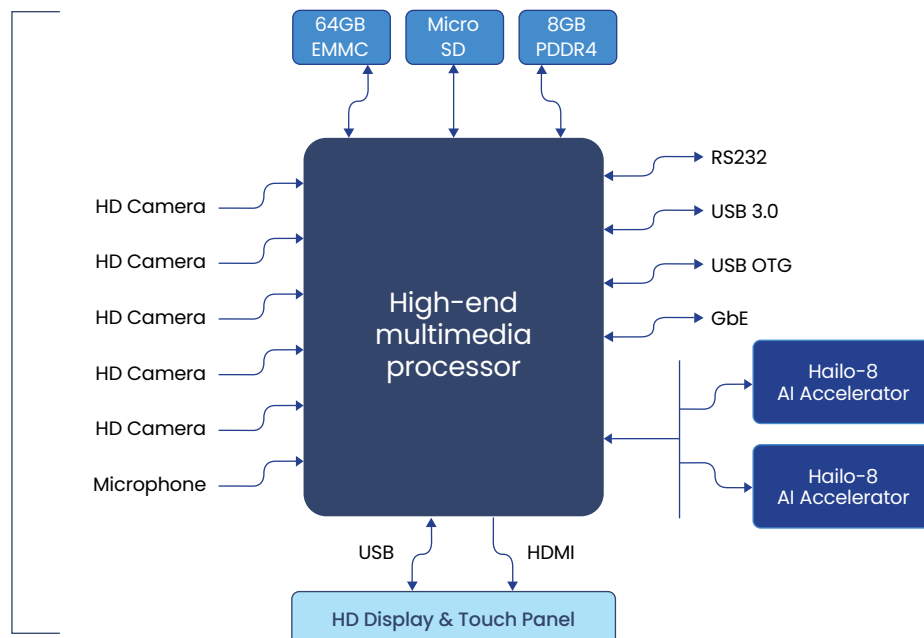 64GB
EMMC
Micro
SD
8GB
PDDR4
HD Camera
HD Camera
HD Camera
HD Camera
HD Camera
Microphone
High-end
multimedia
processor
RS232
USB 3.0
USB OTG
GbE
Hailo-8
AI Accelerator
Hailo-8
AI Accelerator
USB
HDMI
HD Display & Touch Panel